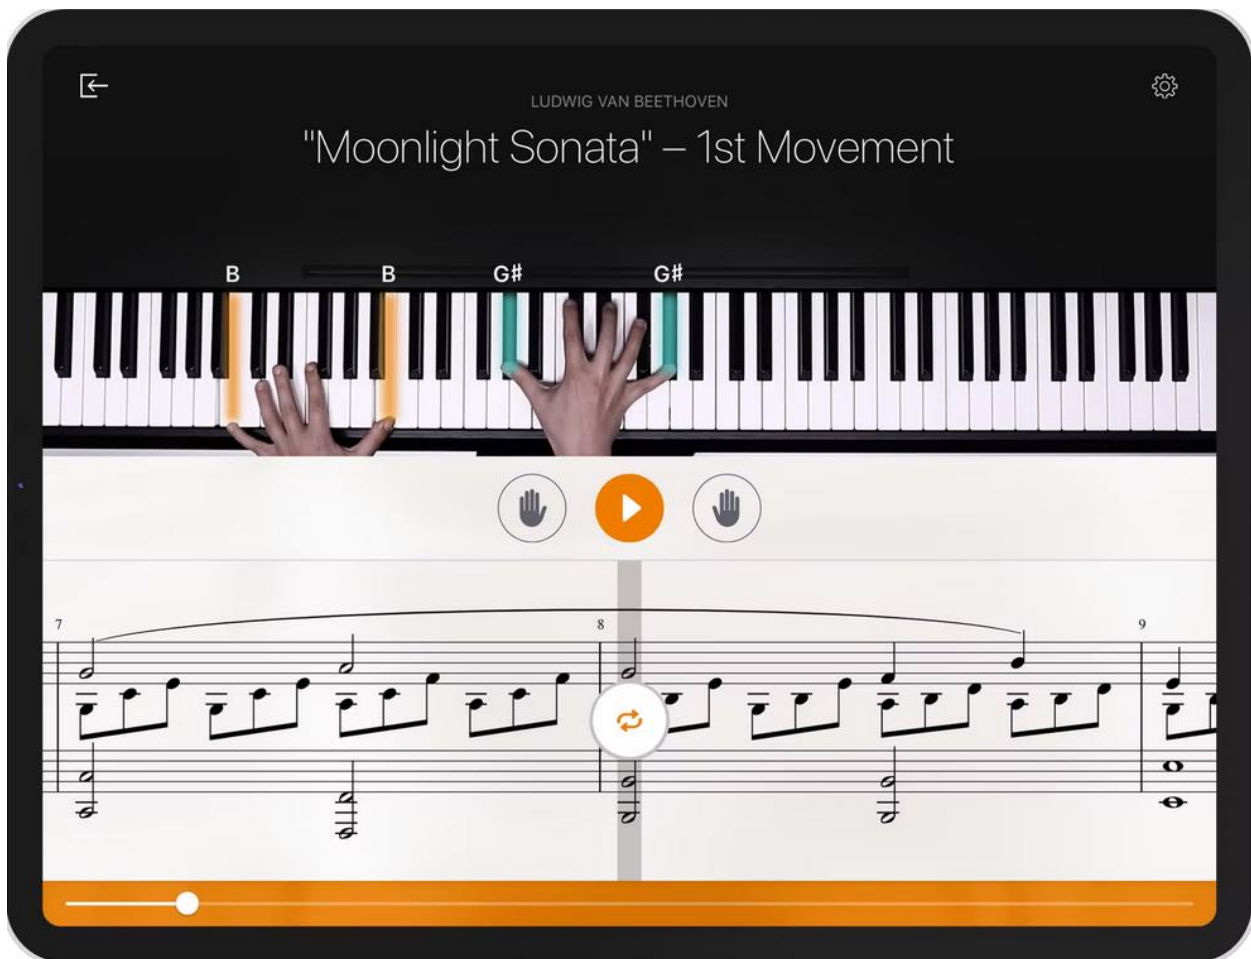 LUDWIG VAN BEETHOVEN
"Moonlight Sonata" – 1st Movement
B B G# G#
7 8 9